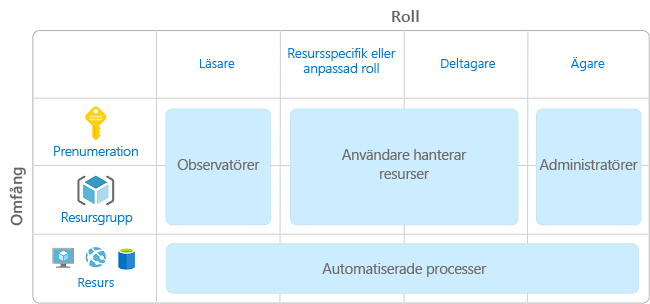 Roll
Läsare
Resursspecifik eller
anpassad roll
Deltagare
Ägare
Omfång
Prenumeration
Observatörer
Användare hanterar
resurser
Administratörer
Resursgrupp
Resurs
Automatiserade processer